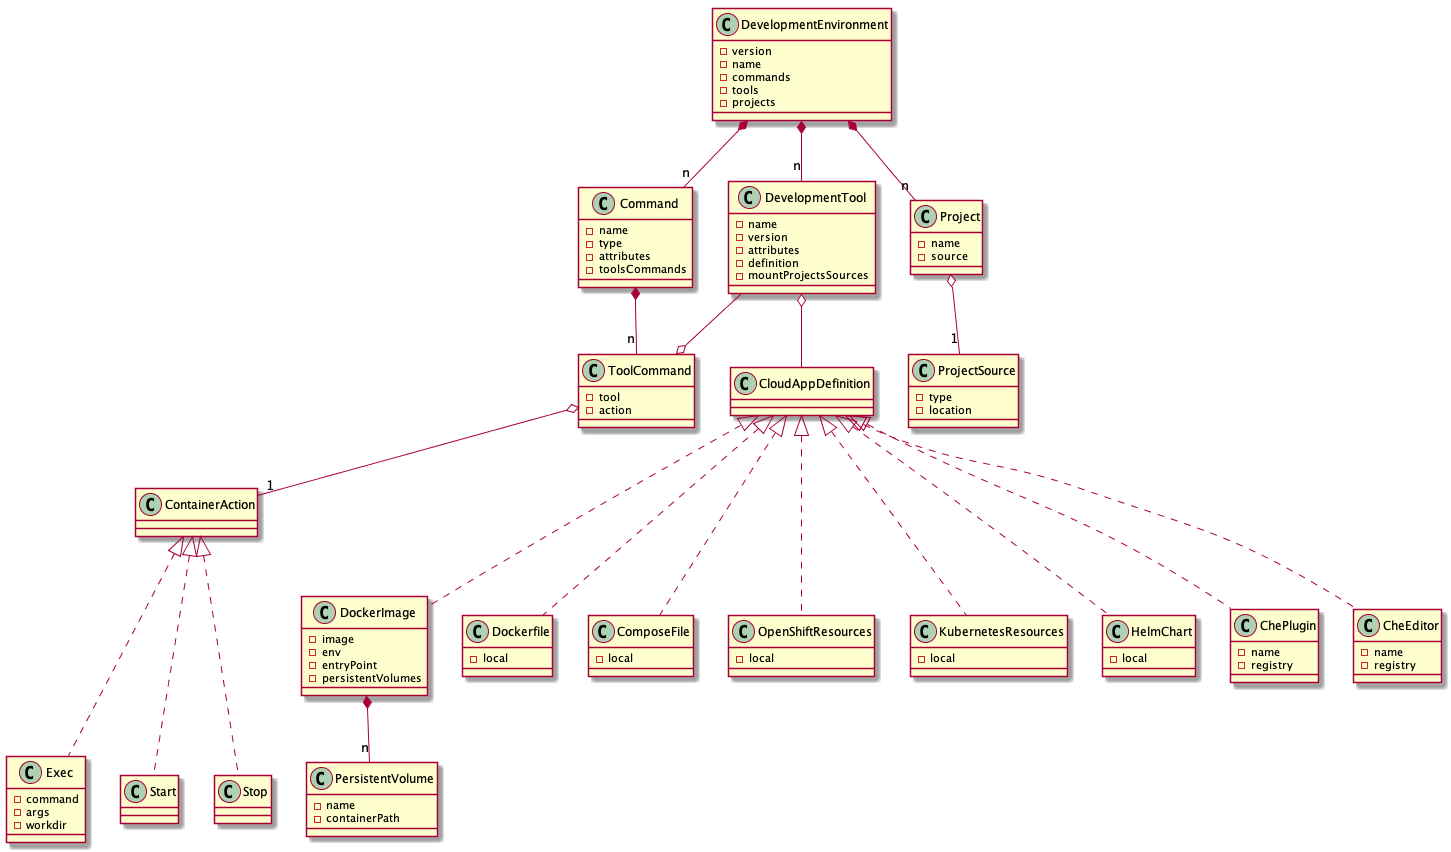 C DevelopmentEnvironment
version
name
commands
tools
projects
n
n
n
C Command
name
type
attributes
toolsCommands
C DevelopmentTool
name
version
attributes
definition
mountProjectsSources
C Project
name
source
n
1
C ToolCommand
tool
action
C CloudAppDefinition
C ProjectSource
type
location
1
C ContainerAction
C DockerImage
image
env
entryPoint
persistentVolumes
C Dockerfile
local
C ComposeFile
local
C OpenShiftResources
local
C KubernetesResources
local
C HelmChart
local
C ChePlugin
name
registry
C CheEditor
name
registry
n
C Exec
command
args
workdir
C Start
C Stop
C PersistentVolume
name
containerPath